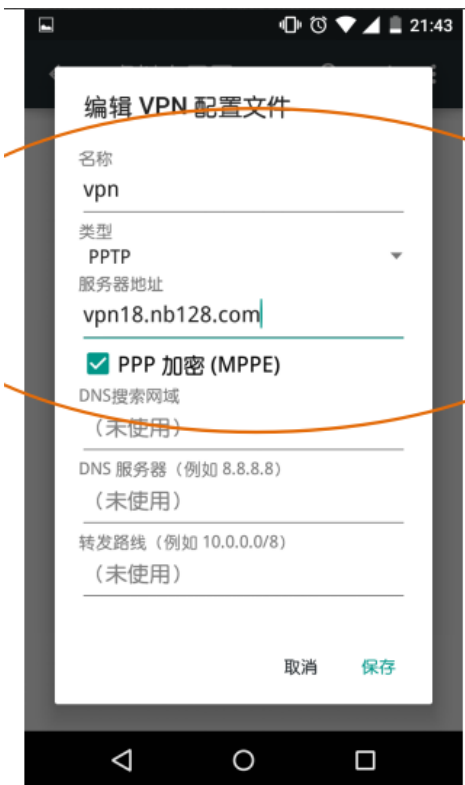 21:43
编辑 VPN 配置文件
名称
vpn
类型
PPTP
服务器地址
vpn18.nb128.com
PPP 加密 (MPPE)
DNS搜索网域
（未使用）
DNS 服务器（例如 8.8.8.8）
（未使用）
转发路线（例如 10.0.0.0/8）
（未使用）
取消 保存